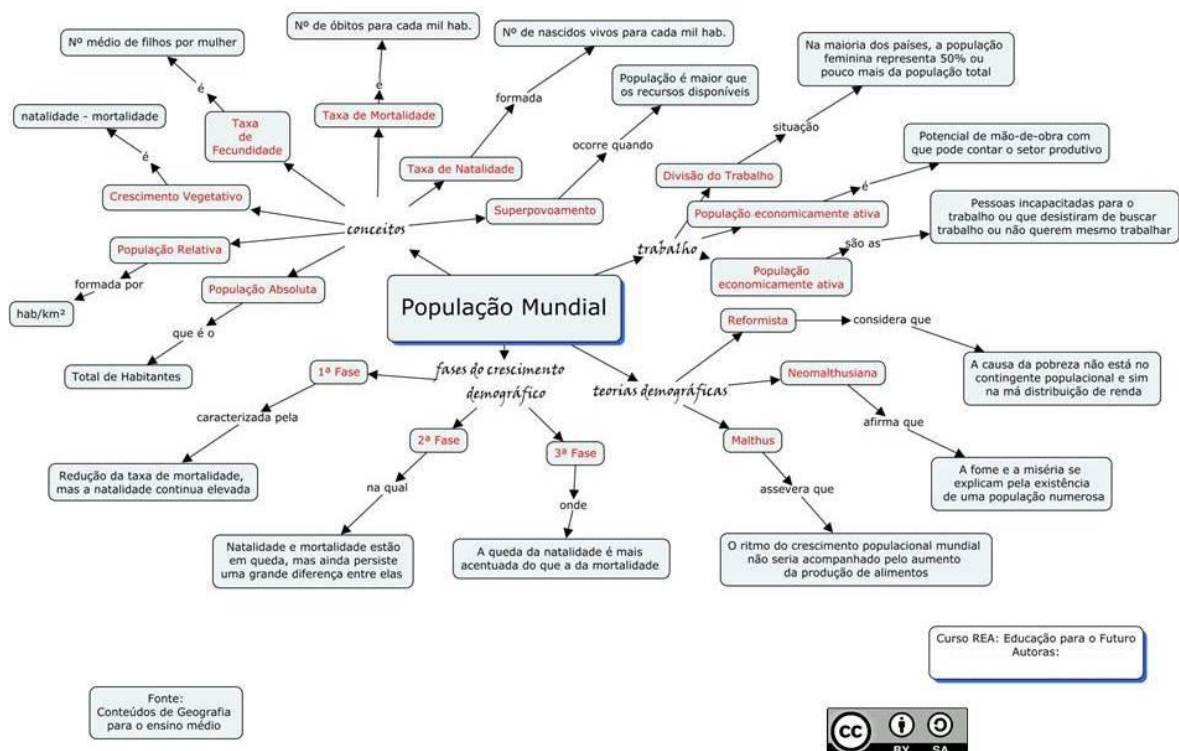 Nº de óbitos para cada mil hab.
Nº de nascidos vivos para cada mil hab.
Nº médio de filhos por mulher
Na maioria dos países, a população
feminina representa 50% ou
pouco mais da população total
População é maior que
os recursos disponíveis
é
é
formada
natalidade - mortalidade
Taxa
de
Fecundidade
Taxa de Mortalidade
situação
Potencial de mão-de-obra com
que pode contar o setor produtivo
ocorre quando
é
Taxa de Natalidade
Divisão do Trabalho
é
Crescimento Vegetativo
Superpovoamento
População economicamente ativa
Pessoas incapacitadas para o
trabalho ou que desistiram de buscar
trabalho ou não querem mesmo trabalhar
conceitos
trabalho
são as
População Relativa
População
economicamente ativa
formada por
População Absoluta
População Mundial
hab/km²
Reformista
considera que
que é o
fases do crescimento
demográfico
teorias demográficas
Total de Habitantes
1ª Fase
Neomalthusiana
A causa da pobreza não está no
contingente populacional e sim
na má distribuição de renda
caracterizada pela
2ª Fase
3ª Fase
Malthus
afirma que
Redução da taxa de mortalidade,
mas a natalidade continua elevada
na qual
onde
assevera que
A fome e a miséria se
explicam pela existência
de uma população numerosa
Natalidade e mortalidade estão
em queda, mas ainda persiste
uma grande diferença entre elas
A queda da natalidade é mais
acentuada do que a da mortalidade
O ritmo do crescimento populacional mundial
não seria acompanhado pelo aumento
da produção de alimentos
Curso REA: Educação para o Futuro
Autoras:
Fonte:
Conteúdos de Geografia
para o ensino médio
cc
BY SA